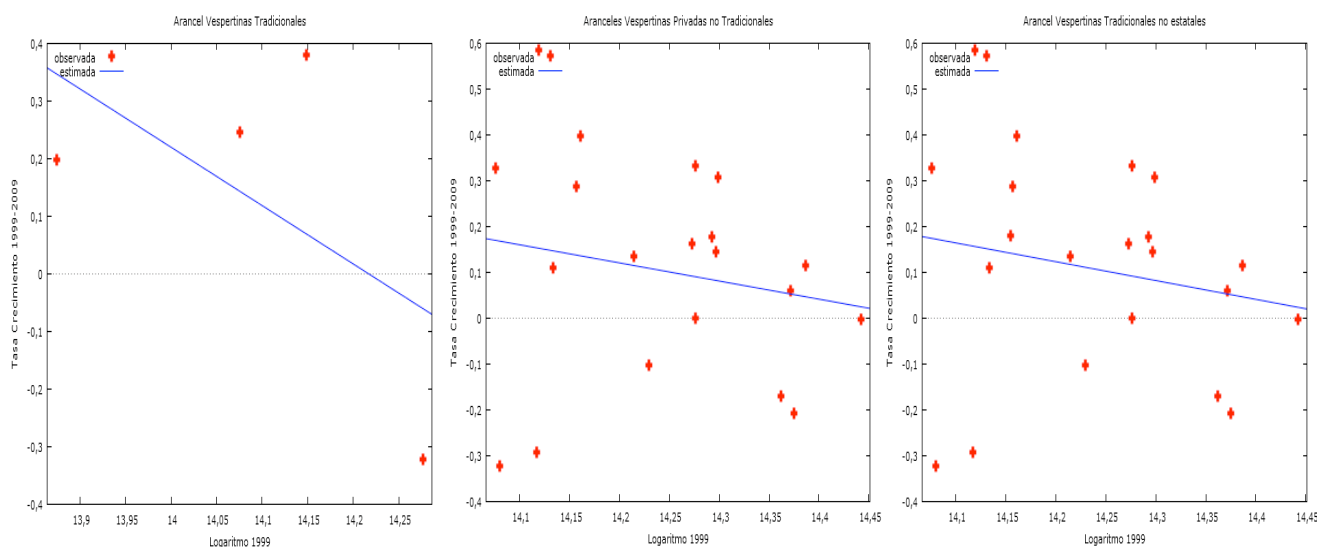 Arancel Vespertinas Tradicionales
observada
estimada
0,4
0,3
0,2
0,1
0
-0,1
-0,2
-0,3
-0,4
Tasa Crecimiento 1999-2009
13,9 13,95 14 14,05 14,1 14,15 14,2 14,25
Logaritmo 1999
Aranceles Vespertinas Privadas no Tradicionales
observada
estimada
0,6
0,5
0,4
0,3
0,2
0,1
0
-0,1
-0,2
-0,3
-0,4
Tasa Crecimiento 1999-2009
14,1 14,15 14,2 14,25 14,3 14,35 14,4 14,45
Logaritmo 1999
Arancel Vespertinas Tradicionales no estatales
observada
estimada
0,6
0,5
0,4
0,3
0,2
0,1
0
-0,1
-0,2
-0,3
-0,4
Tasa Crecimiento 1999-2009
14,1 14,15 14,2 14,25 14,3 14,35 14,4 14,45
Logaritmo 1999